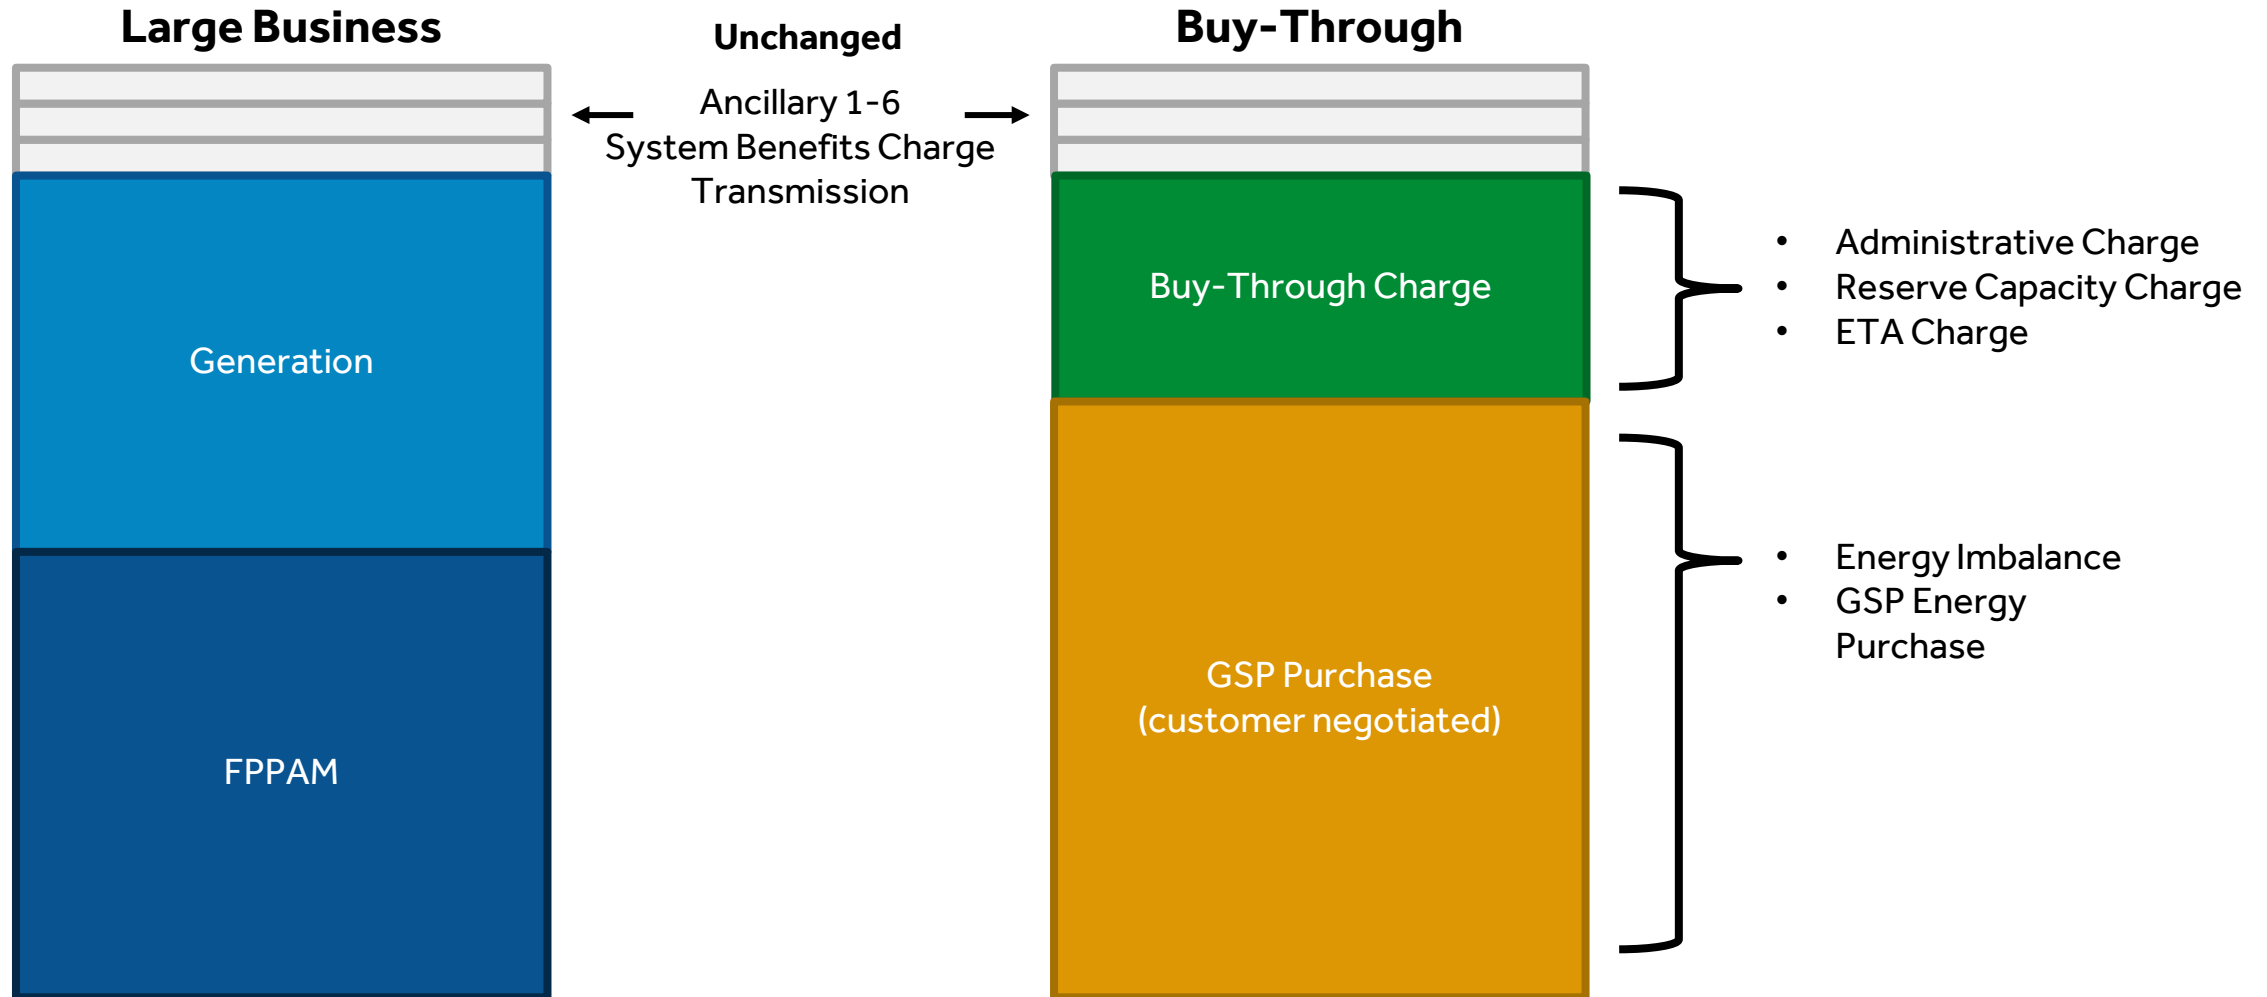 Large Business
Unchanged
Buy-Through
Ancillary 1-6
System Benefits Charge
Transmission
Generation
FPPAM
Buy-Through Charge
GSP Purchase
(customer negotiated)
• Administrative Charge
• Reserve Capacity Charge
• ETA Charge
• Energy Imbalance
• GSP Energy
Purchase